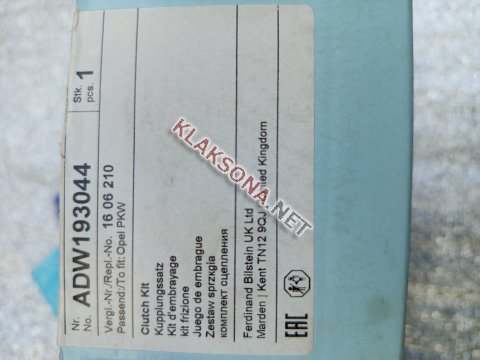 Nr.
No. ADW193044
Stk.
pcs. 1
Vergl.-Nr./Repl.-No. 16 06 210
Passend:/To fit: Opel PKW
Clutch Kit
Kupplungssatz
Kit d'embrayage
kit frizione
Juego de embrague
Zestaw sprzkgla
комплект сцепления
Ferdinand Bilstein UK Ltd
Marden | Kent TN12 9QJ United Kingdom
EAC
KLAKSONA.NET